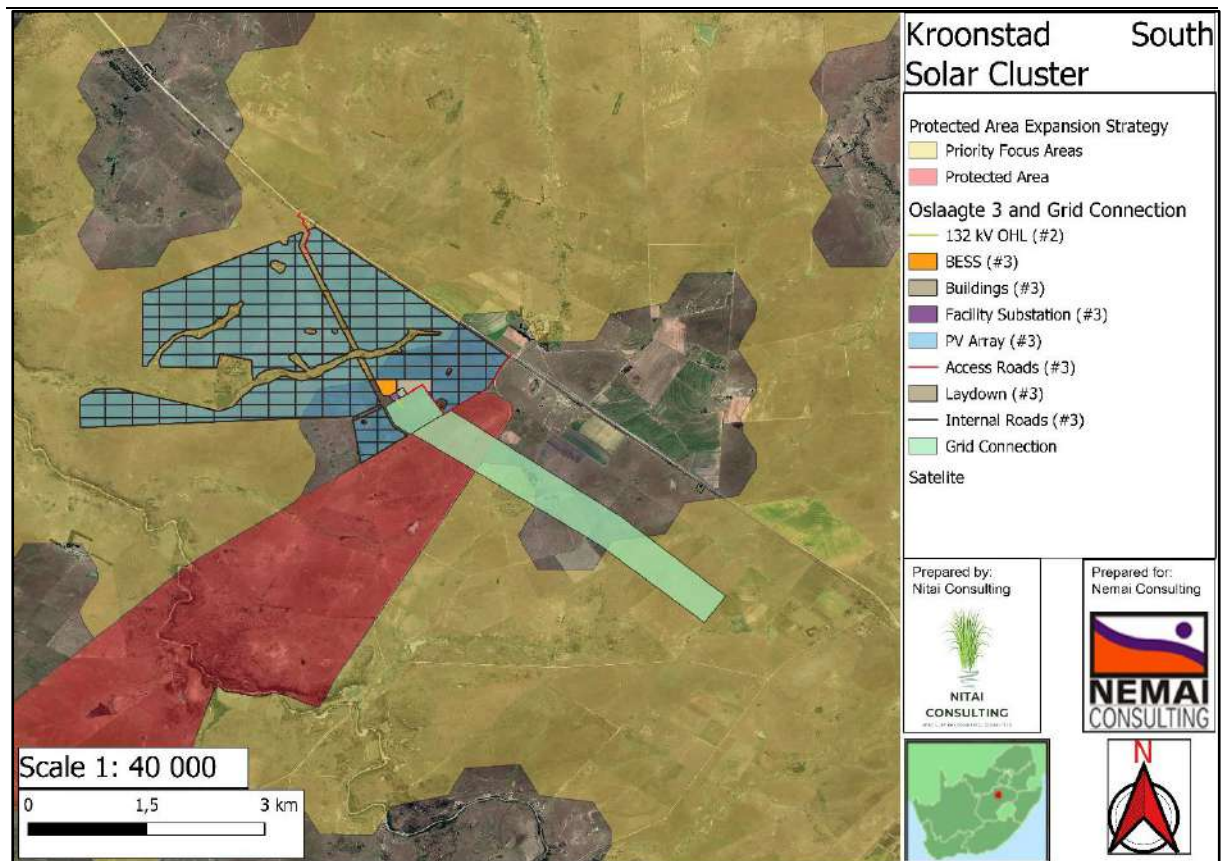 Kroonstad South
Solar Cluster
Protected Area Expansion Strategy
Priority Focus Areas
Protected Area
Oslaagte 3 and Grid Connection
132 kV OHL (#2)
BESS (#3)
Buildings (#3)
Facility Substation (#3)
PV Array (#3)
Access Roads (#3)
Laydown (#3)
Internal Roads (#3)
Grid Connection
Satelite
Prepared by:
Nitai Consulting
NITAI
CONSULTING
Prepared for:
Nemai Consulting
NEMAI
CONSULTING
N
Scale 1: 40 000
0 1,5 3 km